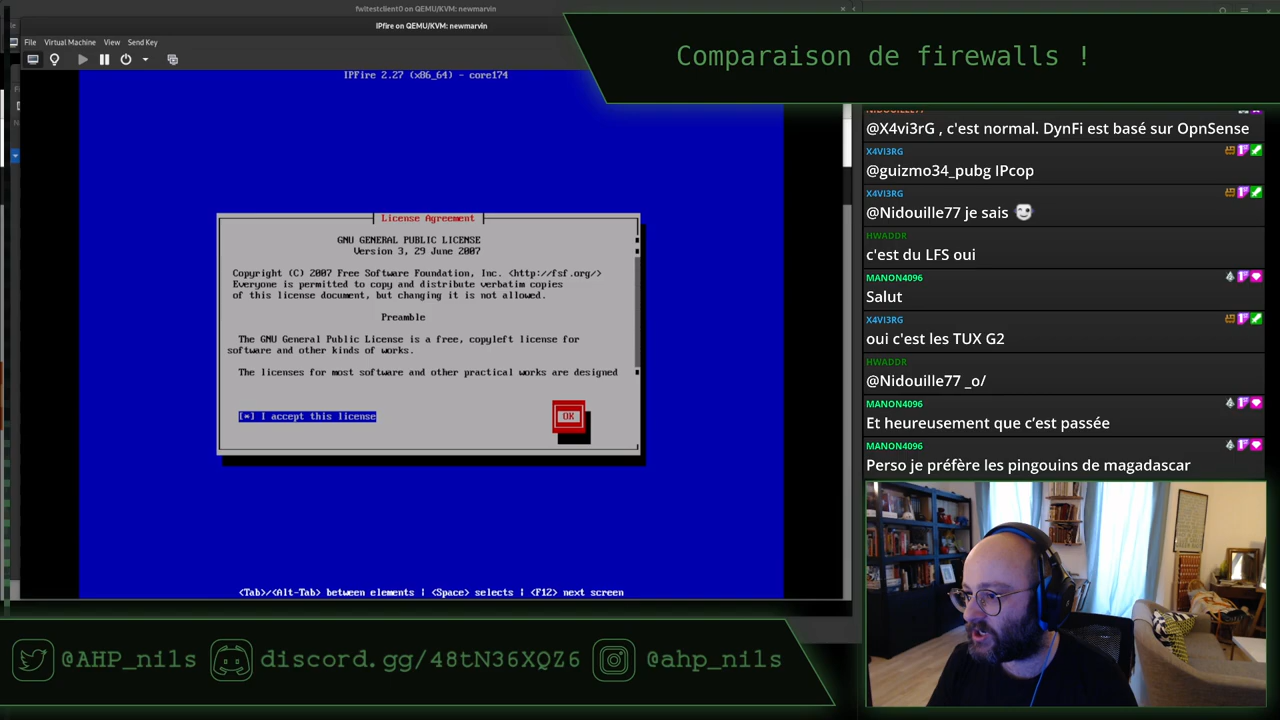 fwitestclient0 on QEMU/KVM: newmarvin
IPfire on QEMU/KVM: newmarvin
File Virtual Machine View Send Key
IPFire 2.27 (x86_64) - core174
License Agreement
GNU GENERAL PUBLIC LICENSE
Version 3, 29 June 2007
Copyright (C) 2007 Free Software Foundation, Inc. <http://fsf.org/>
Everyone is permitted to copy and distribute verbatim copies
of this license document, but changing it is not allowed.
Preamble
The GNU General Public License is a free, copyleft license for
software and other kinds of works.
The licenses for most software and other practical works are designed
[*] I accept this license
OK
<Tab>/<Alt-Tab> between elements | <Space> selects | <F12> next screen
Comparaison de firewalls !
NIDOUILLE77
@X4vi3rG , c'est normal. DynFi est basé sur OpnSense
X4VI3RG
@guizmo34_pubg IPcop
X4VI3RG
@Nidouille77 je sais
HWADDR
c'est du LFS oui
MANON4096
Salut
X4VI3RG
oui c'est les TUX G2
HWADDR
@Nidouille77 _o/
MANON4096
Et heureusement que c’est passée
MANON4096
Perso je préfère les pingouins de magadascar
@AHP_nils
discord.gg/48tN36XQZ6
@ahp_nils